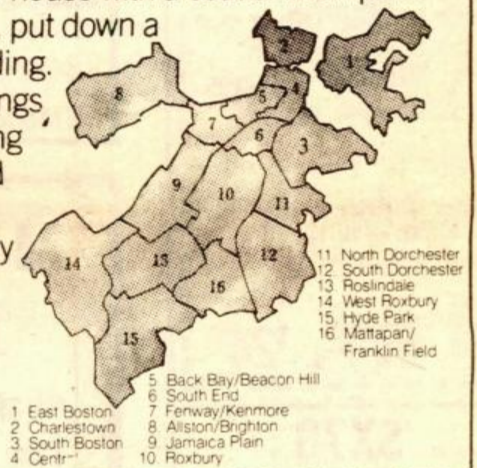 put down a
ding.
ngs
ng
y
2
1
8
5
4
7
6
3
9
10
11
14
13
12
16
15
11 North Dorchester
12 South Dorchester
13 Roslindale
14 West Roxbury
15 Hyde Park
16 Mattapan/
Franklin Field
5 Back Bay/Beacon Hill
6 South End
7 Fenway/Kenmore
8 Allston/Brighton
9 Jamaica Plain
10 Roxbury
1 East Boston
2 Charlestown
3 South Boston
4